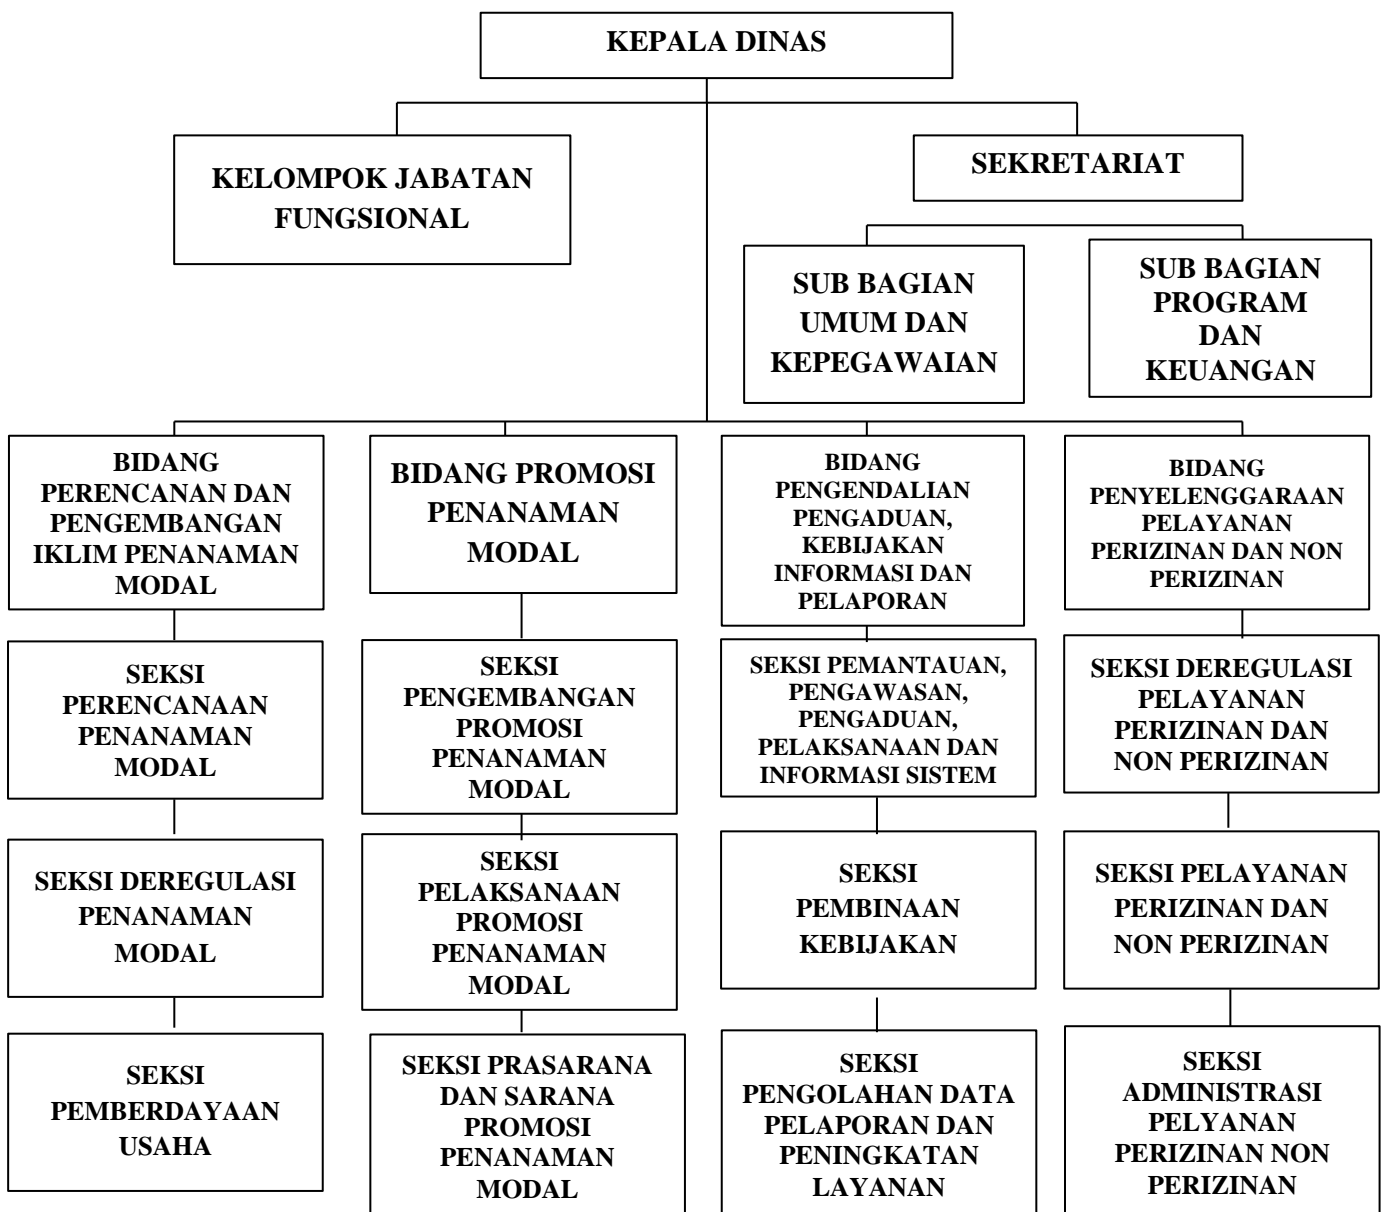 KEPALA DINAS
KELOMPOK JABATAN
FUNGSIONAL
SEKRETARIAT
SUB BAGIAN
UMUM DAN
KEPEGAWAIAN
SUB BAGIAN
PROGRAM
DAN
KEUANGAN
BIDANG
PERENCANAN DAN
PENGEMBANGAN
IKLIM PENANAMAN
MODAL
BIDANG PROMOSI
PENANAMAN
MODAL
BIDANG
PENGENDALIAN
PENGADUAN,
KEBIJAKAN
INFORMASI DAN
PELAPORAN
BIDANG
PENYELENGGARAAN
PELAYANAN
PERIZINAN DAN NON
PERIZINAN
SEKSI
PERENCANAAN
PENANAMAN
MODAL
SEKSI
PENGEMBANGAN
PROMOSI
PENANAMAN
MODAL
SEKSI PEMANTAUAN,
PENGAWASAN,
PENGADUAN,
PELAKSANAAN DAN
INFORMASI SISTEM
SEKSI DEREGULASI
PELAYANAN
PERIZINAN DAN
NON PERIZINAN
SEKSI DEREGULASI
PENANAMAN
MODAL
SEKSI
PELAKSANAAN
PROMOSI
PENANAMAN
MODAL
SEKSI
PEMBINAAN
KEBIJAKAN
SEKSI PELAYANAN
PERIZINAN DAN
NON PERIZINAN
SEKSI
PEMBERDAYAAN
USAHA
SEKSI PRASARANA
DAN SARANA
PROMOSI
PENANAMAN
MODAL
SEKSI
PENGOLAHAN DATA
PELAPORAN DAN
PENINGKATAN
LAYANAN
SEKSI
ADMINISTRASI
PELYANAN
PERIZINAN NON
PERIZINAN